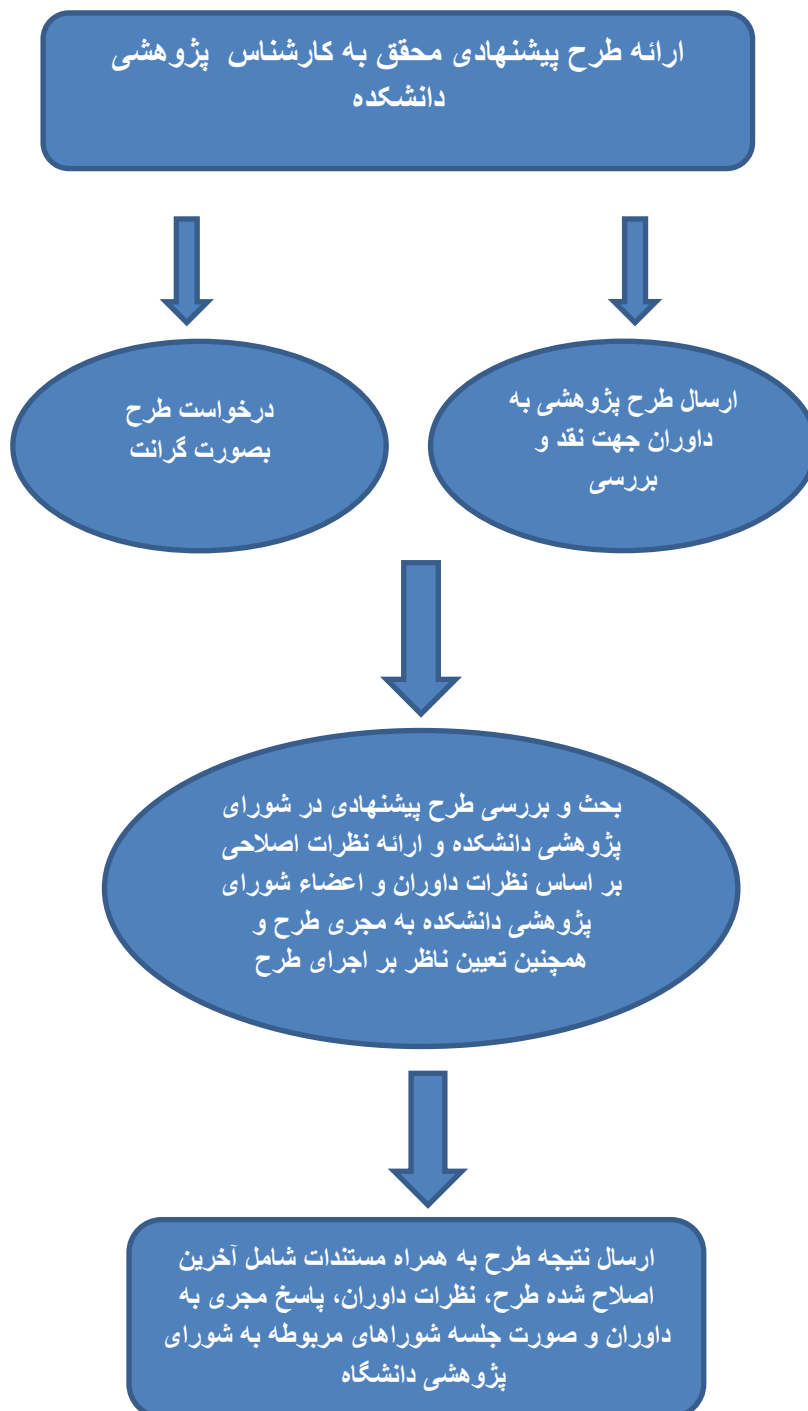 ارائه طرح پیشنهادی محقق به کارشناس پژوهشی
دانشکده
ارسال طرح پژوهشی به
داوران جهت نقد و
بررسی
درخواست طرح
بصورت گرانت
بحث و بررسی طرح پیشنهادی در شورای
پژوهشی دانشکده و ارائه نظرات اصلاحی
بر اساس نظرات داوران و اعضاء شورای
پژوهشی دانشکده به مجری طرح و
همچنین تعیین ناظر بر اجرای طرح
ارسال نتیجه طرح به همراه مستندات شامل آخرین
اصلاح شده طرح، نظرات داوران، پاسخ مجری به
داوران و صورت جلسه شوراهای مربوطه به شورای
پژوهشی دانشگاه